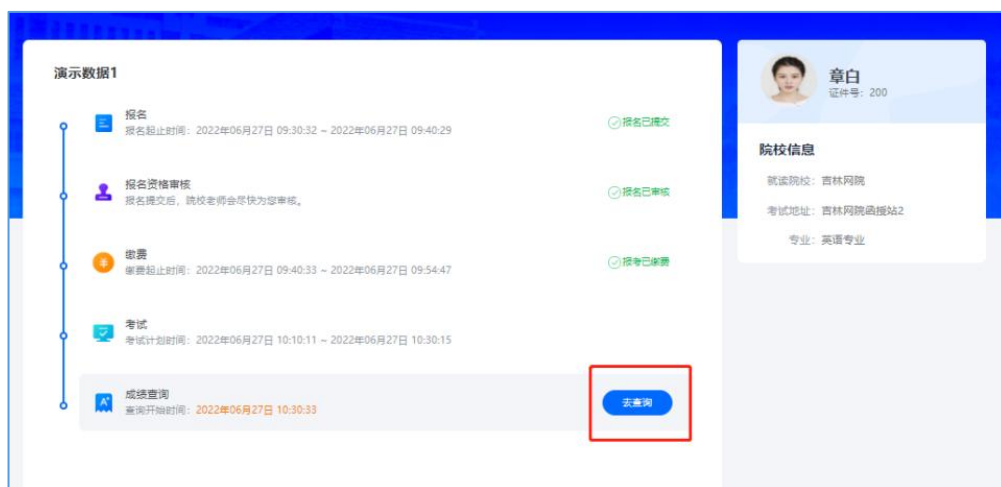 演示数据1
报名
报名起止时间：2022年06月27日 09:30:32 ~ 2022年06月27日 09:40:29
报名已提交
报名资格审核
报名提交后，院校老师会尽快为您审核。
报名已审核
缴费
缴费起止时间：2022年06月27日 09:40:33 ~ 2022年06月27日 09:54:47
报考已缴费
考试
考试计划时间：2022年06月27日 10:10:11 ~ 2022年06月27日 10:30:15
成绩查询
查询开始时间：2022年06月27日 10:30:33
去查询
章白
证件号：200
院校信息
就读院校：吉林网院
考试地址：吉林网院函授站2
专业：英语专业